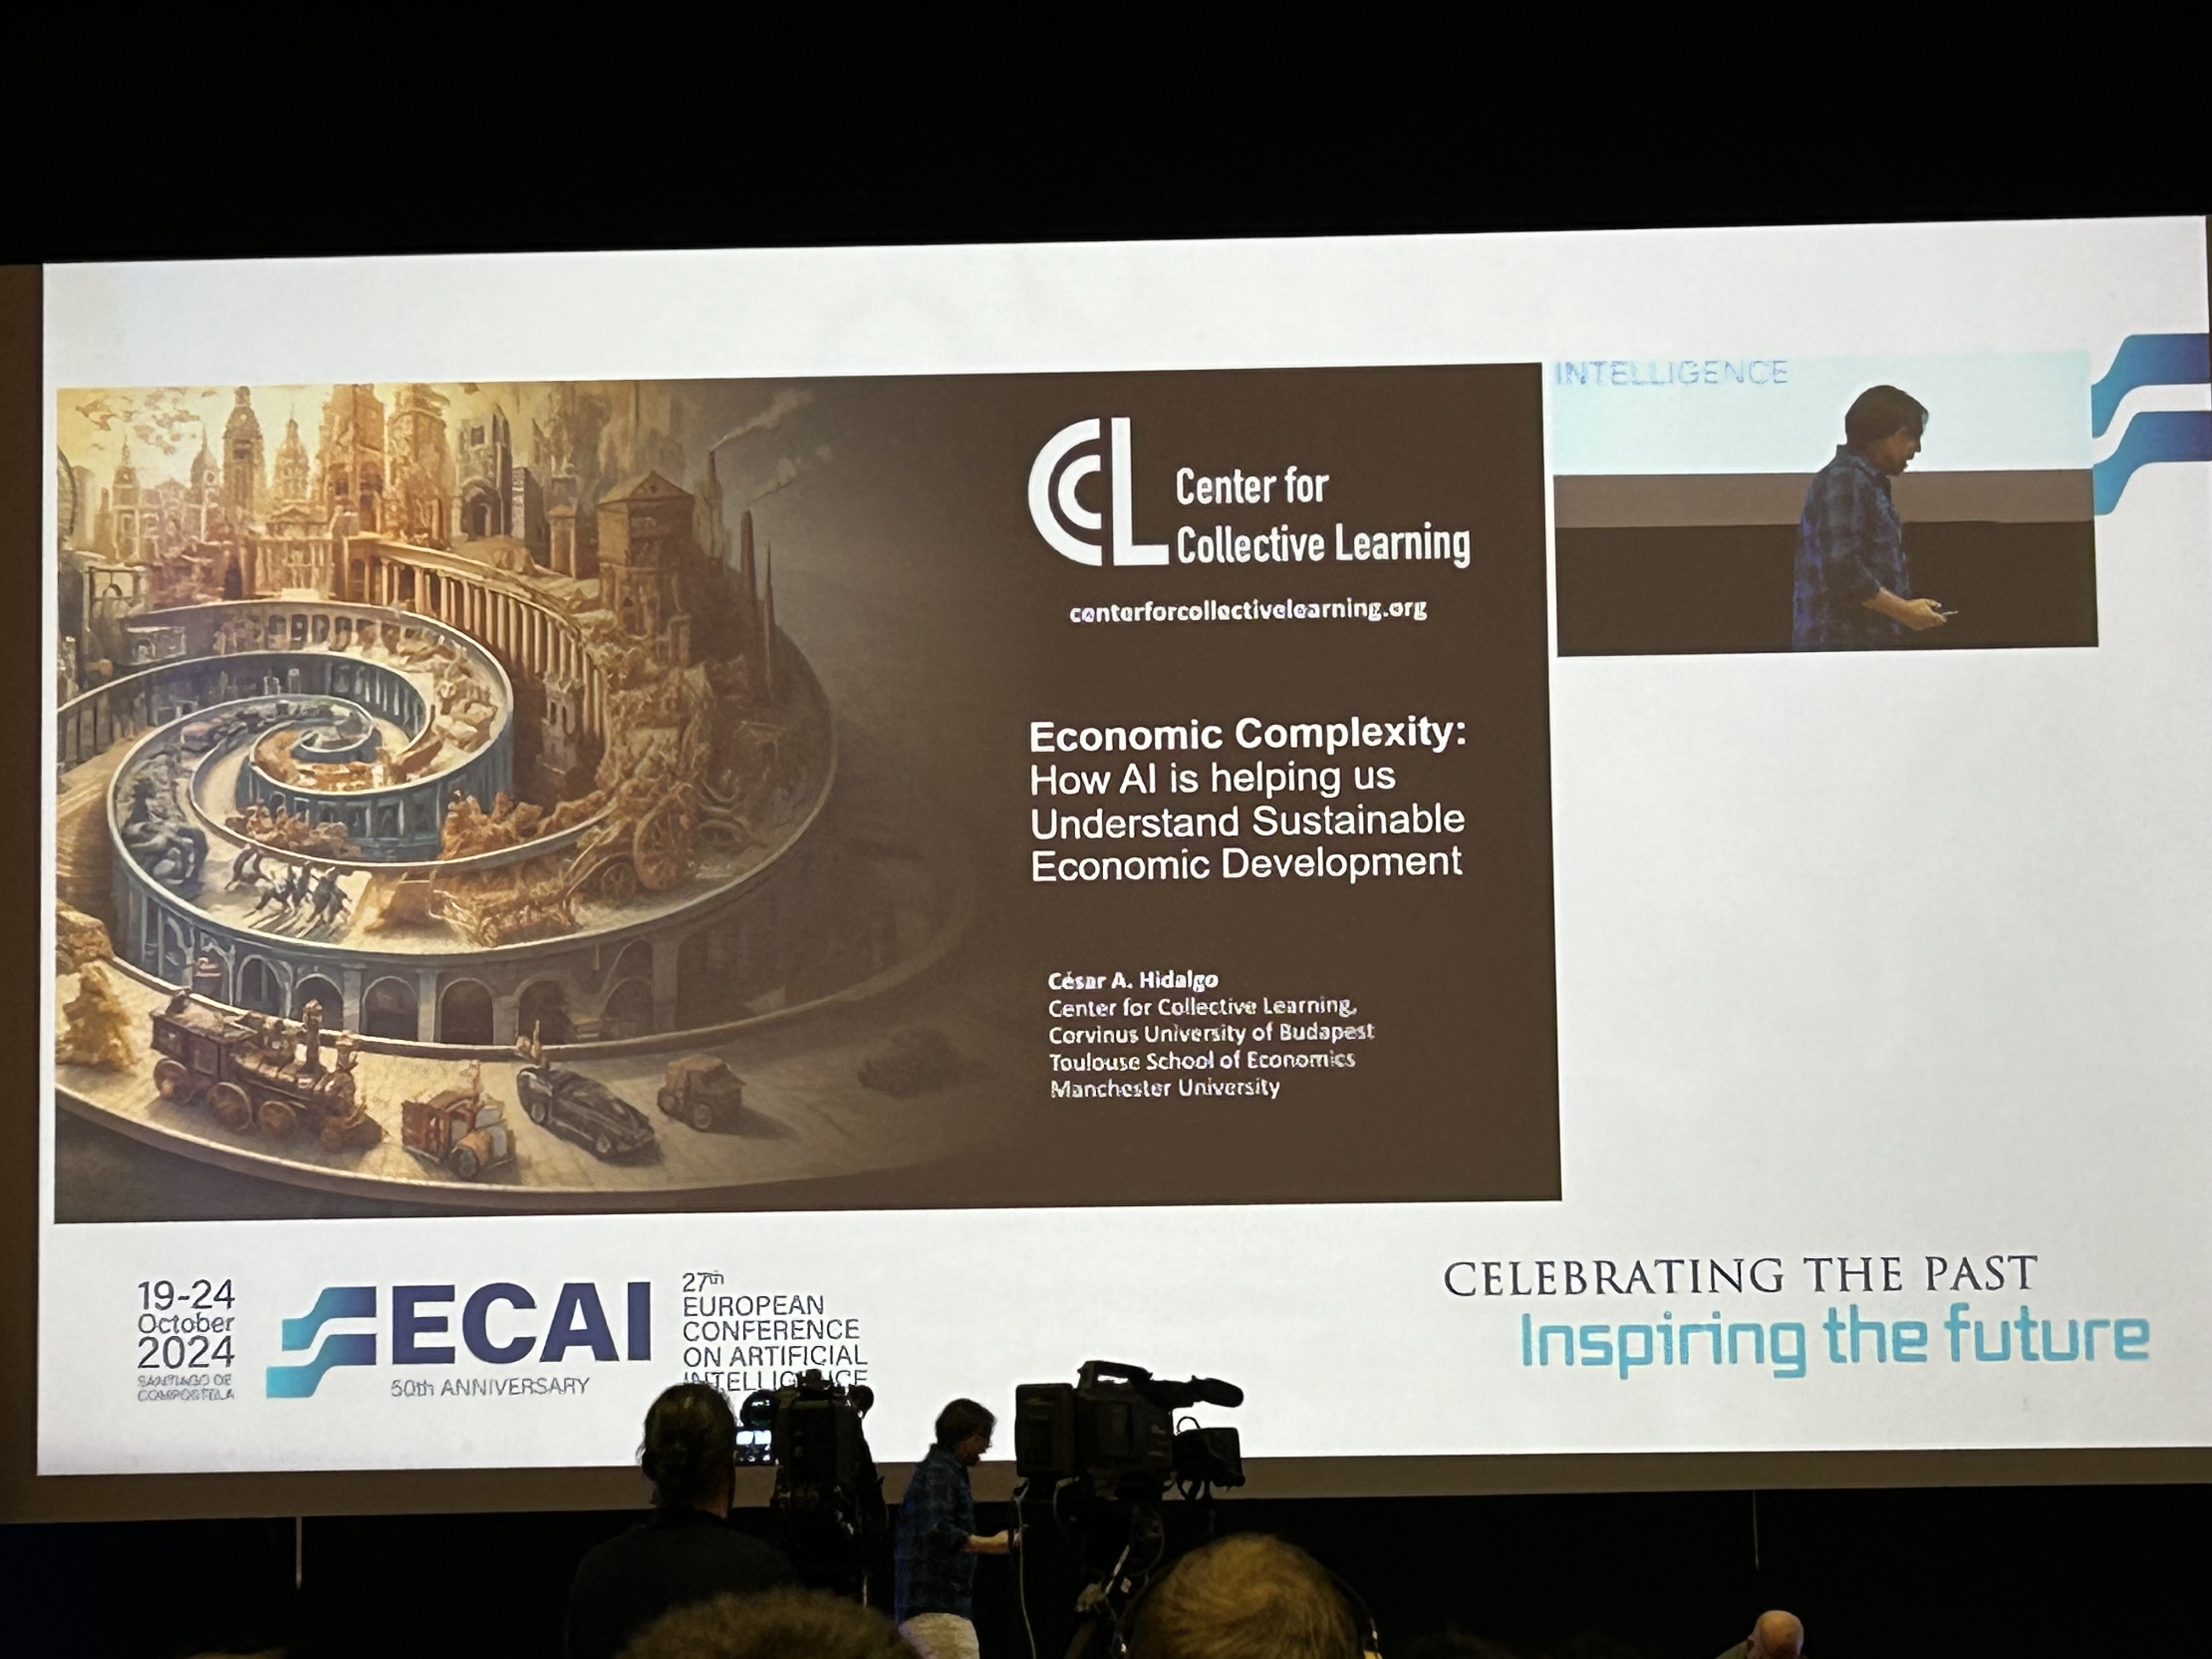 CCL
Center for
Collective Learning
centerforcollectivelearning.org
Economic Complexity:
How AI is helping us
Understand Sustainable
Economic Development
César A. Hidalgo
Center for Collective Learning,
Corvinus University of Budapest
Toulouse School of Economics
Manchester University
INTELLIGENCE
19-24
October
2024
SANTIAGO DE
COMPOSTELA
ECAI
50th ANNIVERSARY
27th
EUROPEAN
CONFERENCE
ON ARTIFICIAL
INTELLIGENCE
CELEBRATING THE PAST
Inspiring the future